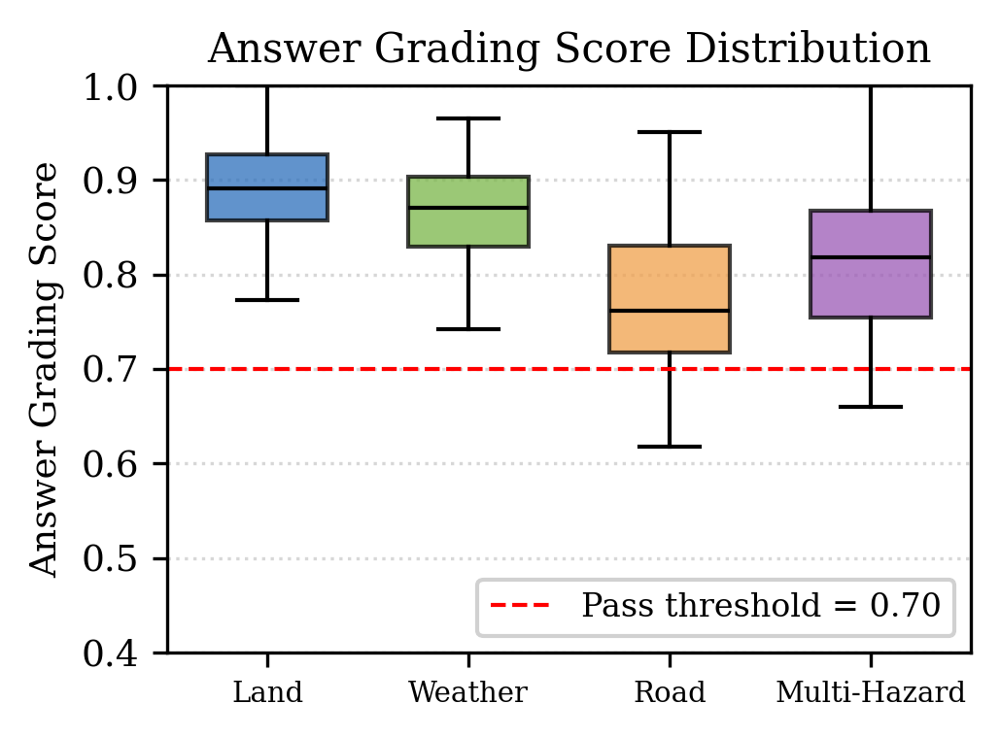 Answer Grading Score Distribution
Answer Grading Score
1.0
0.9
0.8
0.7
0.6
0.5
0.4
Pass threshold = 0.70
Land
Weather
Road
Multi-Hazard